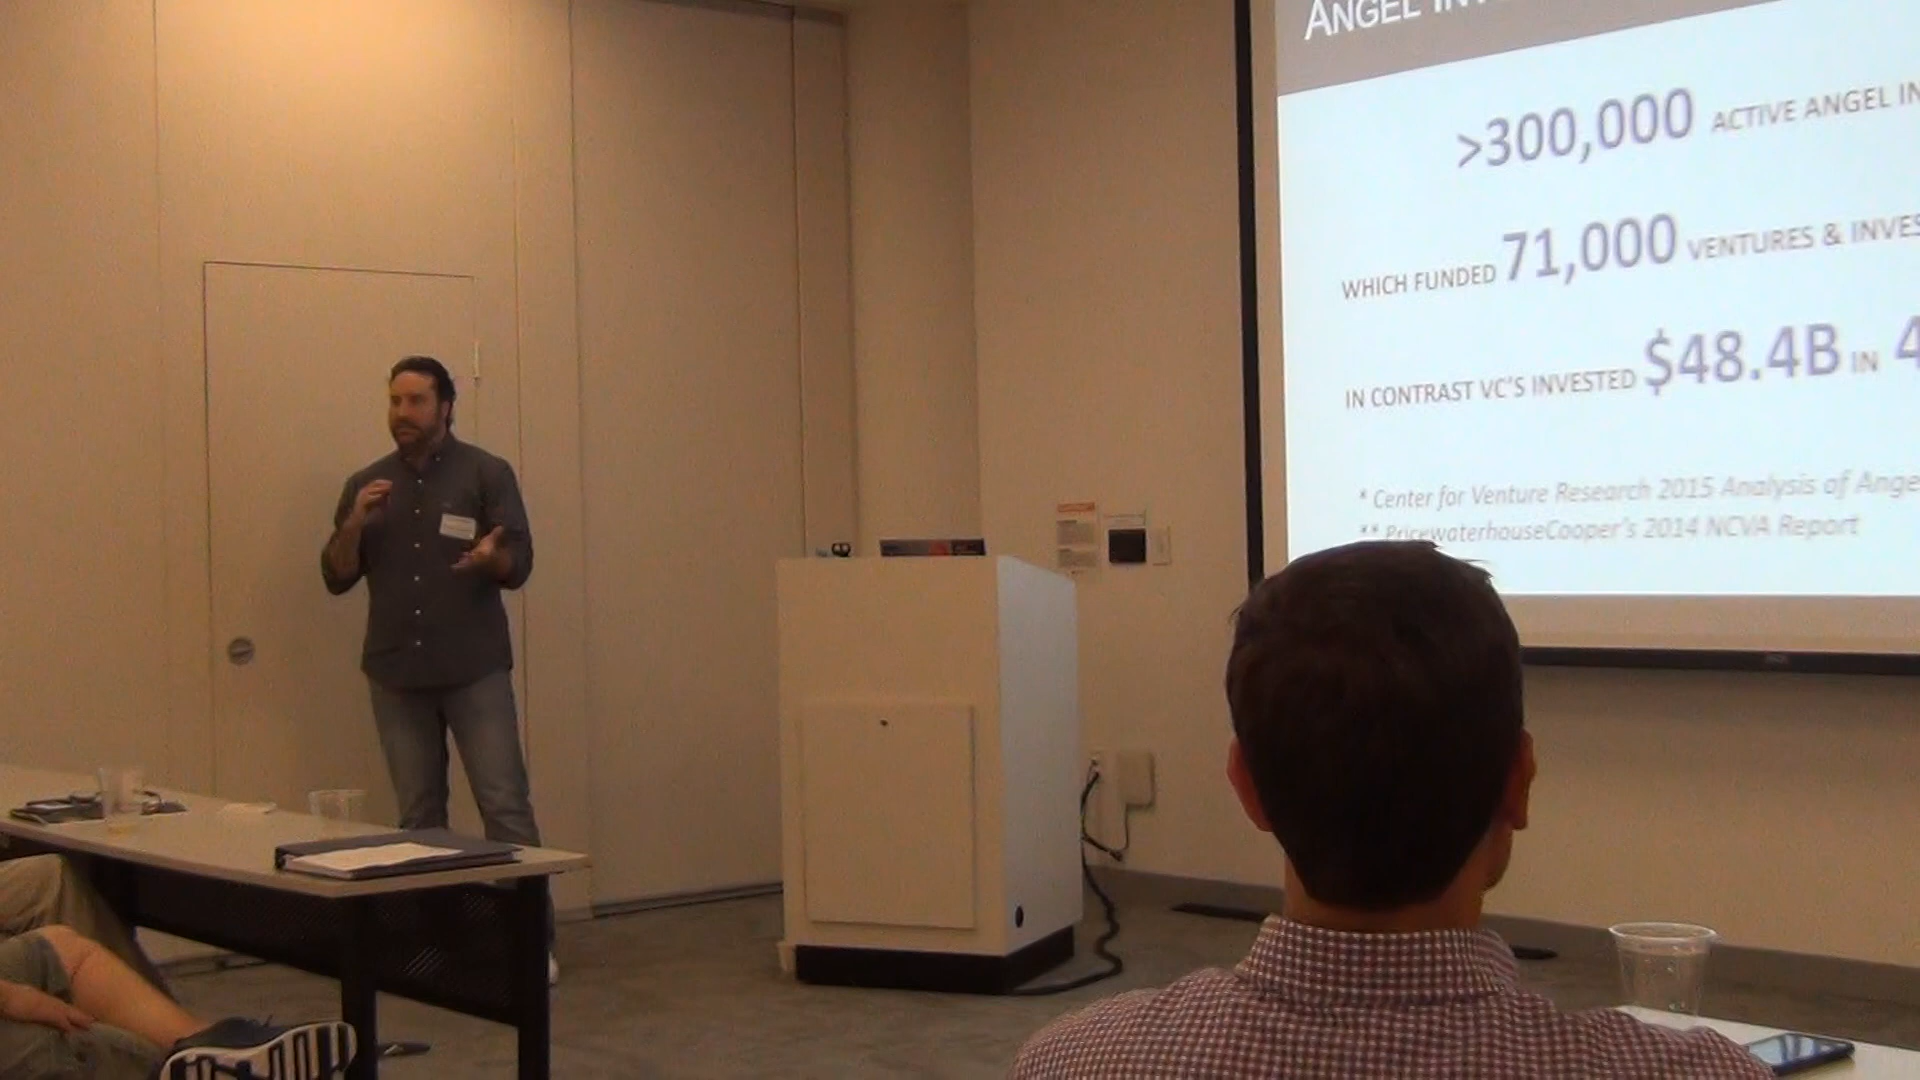 ANGEL
>300,000 ACTIVE ANGEL
WHICH FUNDED 71,000 VENTURES &
IN CONTRAST VC'S INVESTED $48.4B IN
* Center for Venture Research 2015 Analysis of
** PricewaterhouseCooper's 2014 NCVA Report